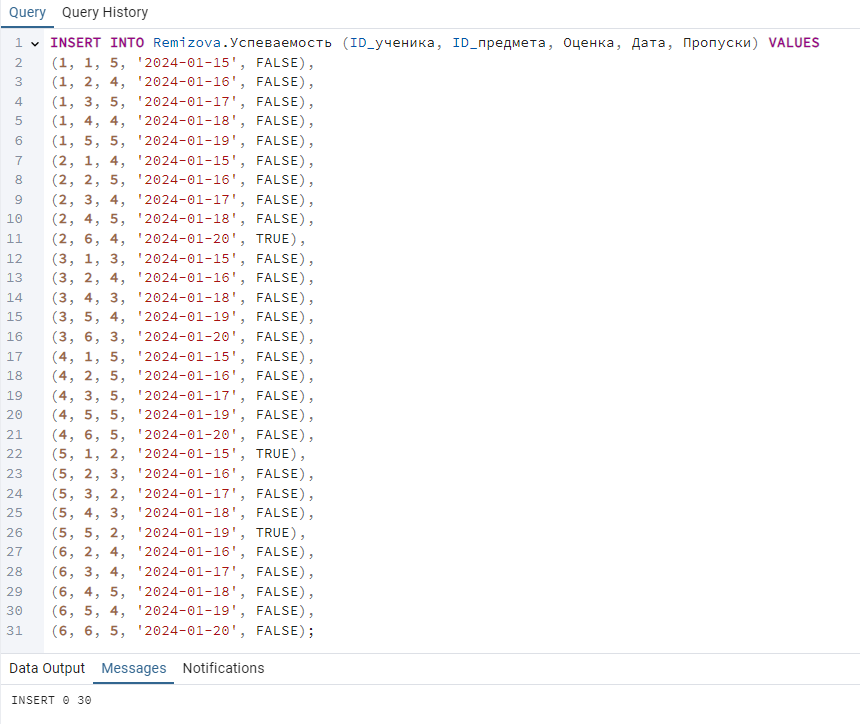 Query Query History
1 INSERT INTO Remizova.Успеваемость (ID_ученика, ID_предмета, Оценка, Дата, Пропуски) VALUES
2 (1, 1, 5, '2024-01-15', FALSE),
3 (1, 2, 4, '2024-01-16', FALSE),
4 (1, 3, 5, '2024-01-17', FALSE),
5 (1, 4, 4, '2024-01-18', FALSE),
6 (1, 5, 5, '2024-01-19', FALSE),
7 (2, 1, 4, '2024-01-15', FALSE),
8 (2, 2, 5, '2024-01-16', FALSE),
9 (2, 3, 4, '2024-01-17', FALSE),
10 (2, 4, 5, '2024-01-18', FALSE),
11 (2, 6, 4, '2024-01-20', TRUE),
12 (3, 1, 3, '2024-01-15', FALSE),
13 (3, 2, 4, '2024-01-16', FALSE),
14 (3, 4, 3, '2024-01-18', FALSE),
15 (3, 5, 4, '2024-01-19', FALSE),
16 (3, 6, 3, '2024-01-20', FALSE),
17 (4, 1, 5, '2024-01-15', FALSE),
18 (4, 2, 5, '2024-01-16', FALSE),
19 (4, 3, 5, '2024-01-17', FALSE),
20 (4, 5, 5, '2024-01-19', FALSE),
21 (4, 6, 5, '2024-01-20', FALSE),
22 (5, 1, 2, '2024-01-15', TRUE),
23 (5, 2, 3, '2024-01-16', FALSE),
24 (5, 3, 2, '2024-01-17', FALSE),
25 (5, 4, 3, '2024-01-18', FALSE),
26 (5, 5, 2, '2024-01-19', TRUE),
27 (6, 2, 4, '2024-01-16', FALSE),
28 (6, 3, 4, '2024-01-17', FALSE),
29 (6, 4, 5, '2024-01-18', FALSE),
30 (6, 5, 4, '2024-01-19', FALSE),
31 (6, 6, 5, '2024-01-20', FALSE);
Data Output Messages Notifications
INSERT 0 30